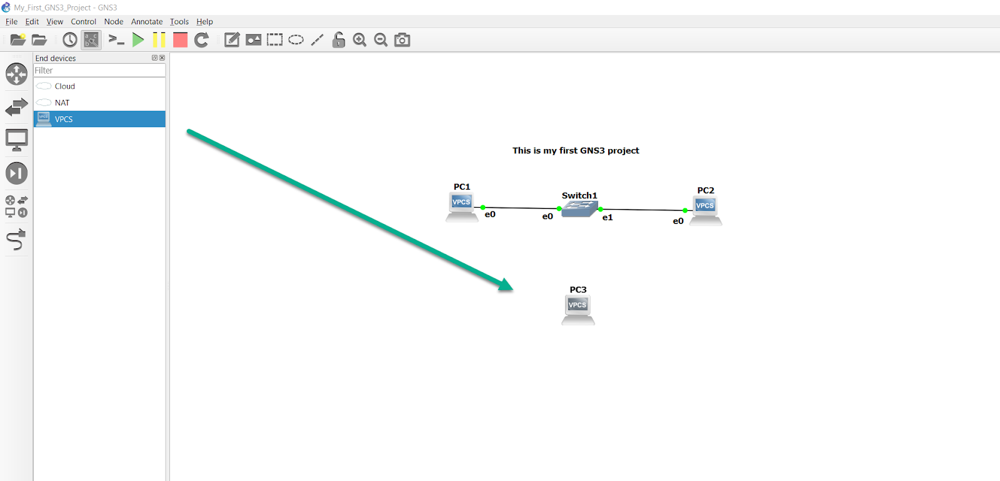 My_First_GNS3_Project - GNS3
File Edit View Control Node Annotate Tools Help
End devices
Filter
Cloud
NAT
VPCS
This is my first GNS3 project
PC1
VPCS
e0
e0
Switch1
e1
e0
PC2
VPCS
PC3
VPCS